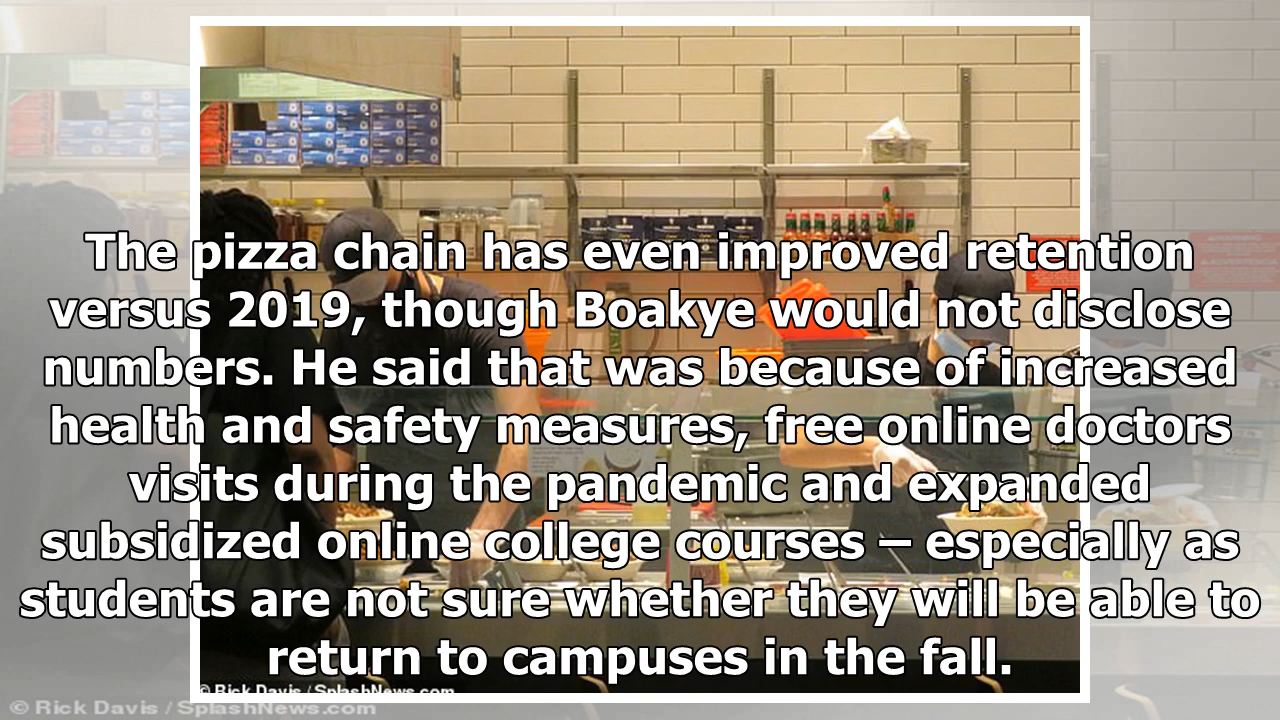 The pizza chain has even improved retention
versus 2019, though Boakye would not disclose
numbers. He said that was because of increased
health and safety measures, free online doctors
visits during the pandemic and expanded
subsidized online college courses – especially as
students are not sure whether they will be able to
return to campuses in the fall.
© Rick Davis / SplashNews.com
© Rick Davis / SplashNews.com